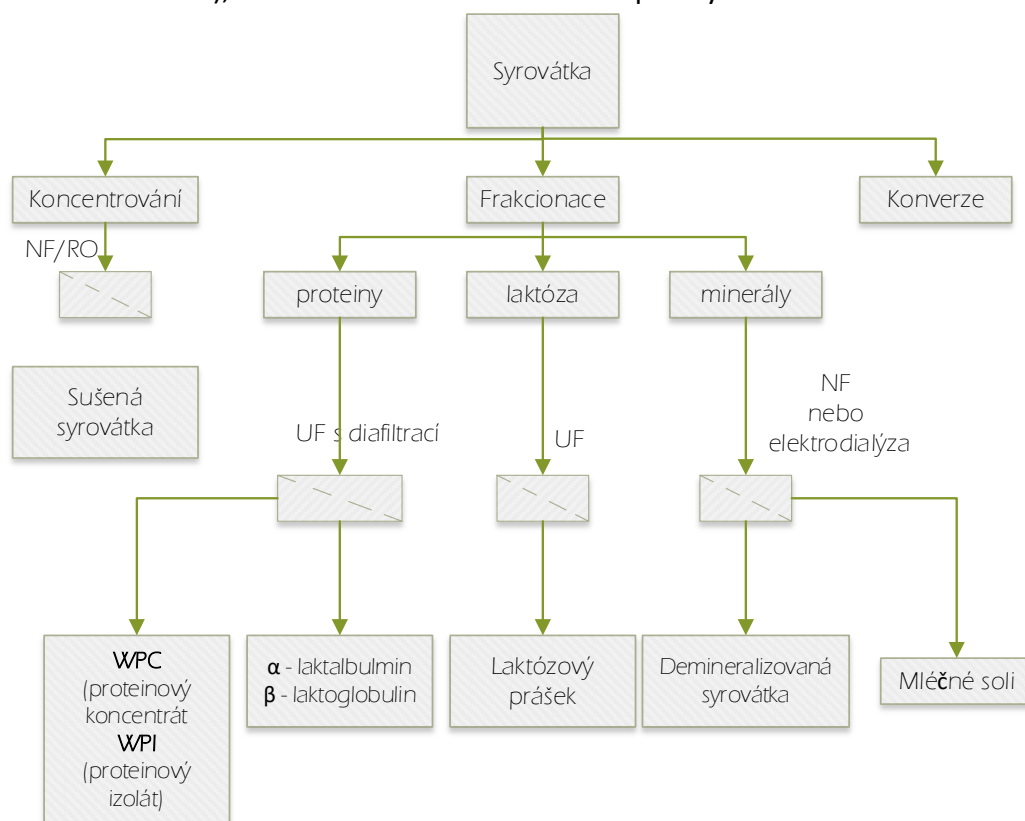 Syrovátka
Koncentrování
Frakcionace
Konverze
NF/RO
proteiny
laktóza
minerály
Sušená
syrovátka
UF s diafiltrací
UF
NF
nebo
elektrodialýza
WPC
(proteinový
koncentrát
WPI
(proteinový
izolát)
α - laktalbulmin
β - laktoglobulin
Laktózový
prášek
Demineralizovaná
syrovátka
Mléčné soli